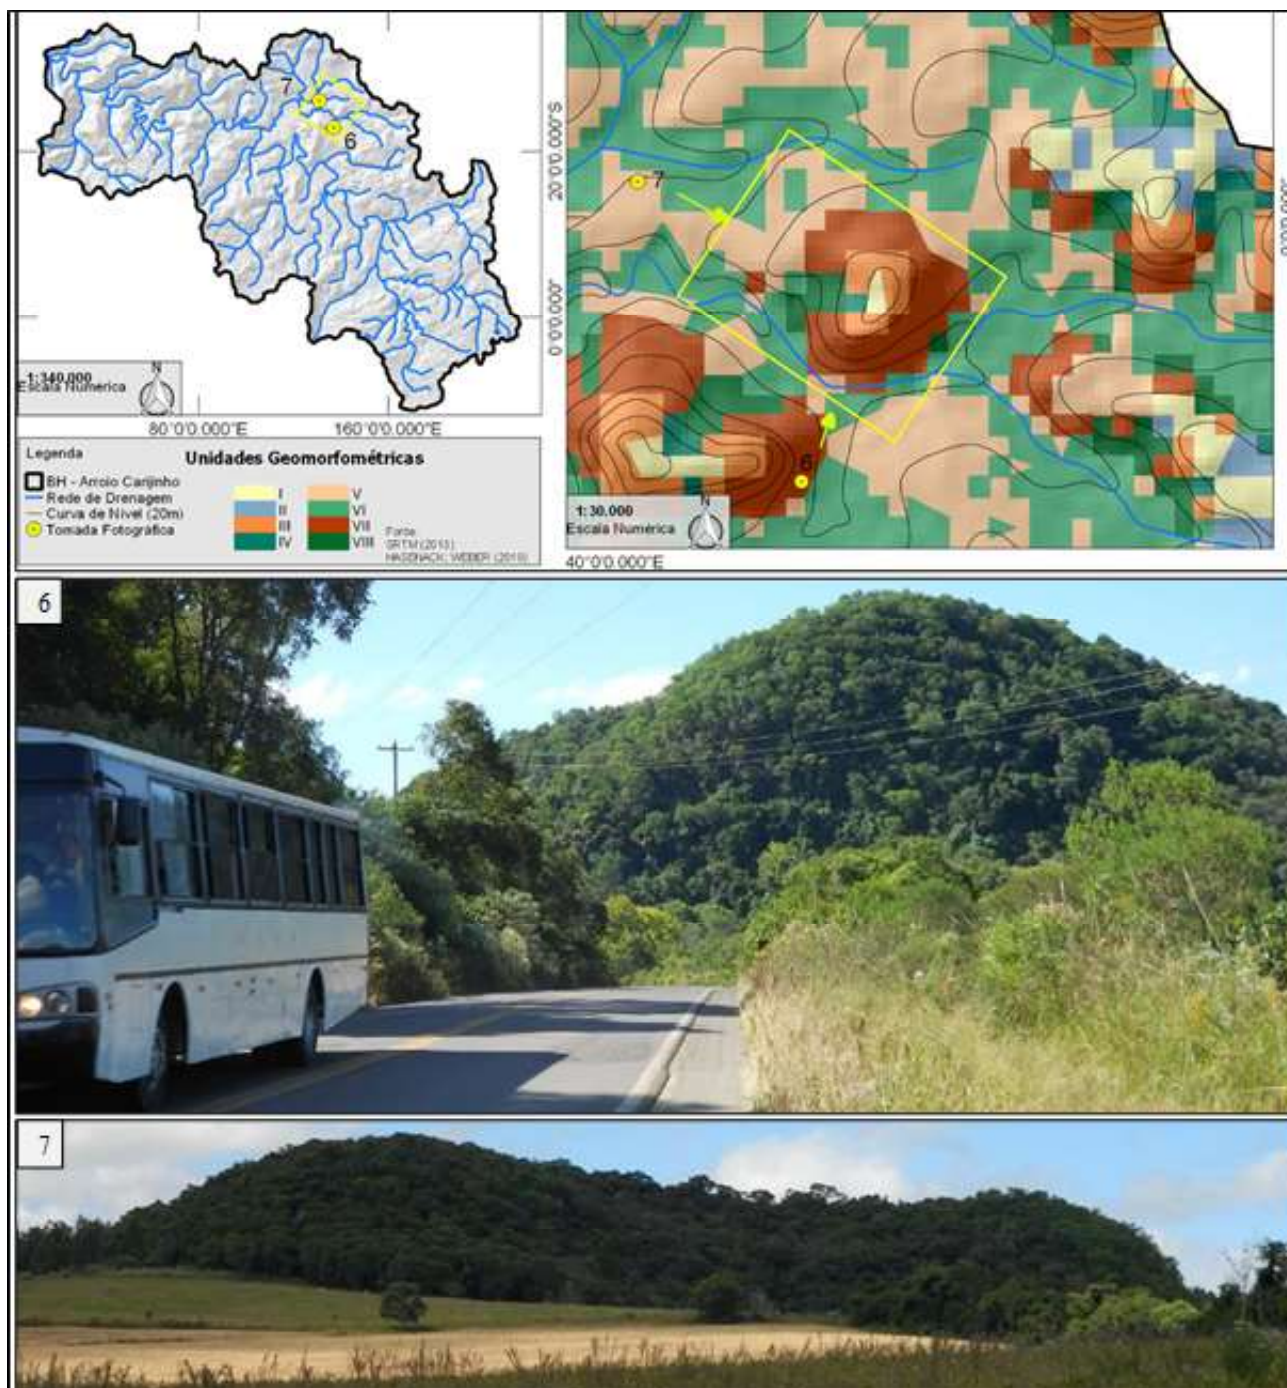 7
6
1:340.000
Escala Numérica
N
80°0'0.000"E
160°0'0.000"E
20°0'0.000"S
0°0'0.000"
Legenda
BH - Arroio Carijinho
Rede de Drenagem
Curva de Nível (20m)
Tomada Fotográfica
Unidades Geomorfométricas
I
II
III
IV
V
VI
VII
VIII
Fonte:
SRTM (2013)
HASENACK; WEBER (2010)
7
6
1:30.000
Escala Numérica
N
40°0'0.000"E
6
7